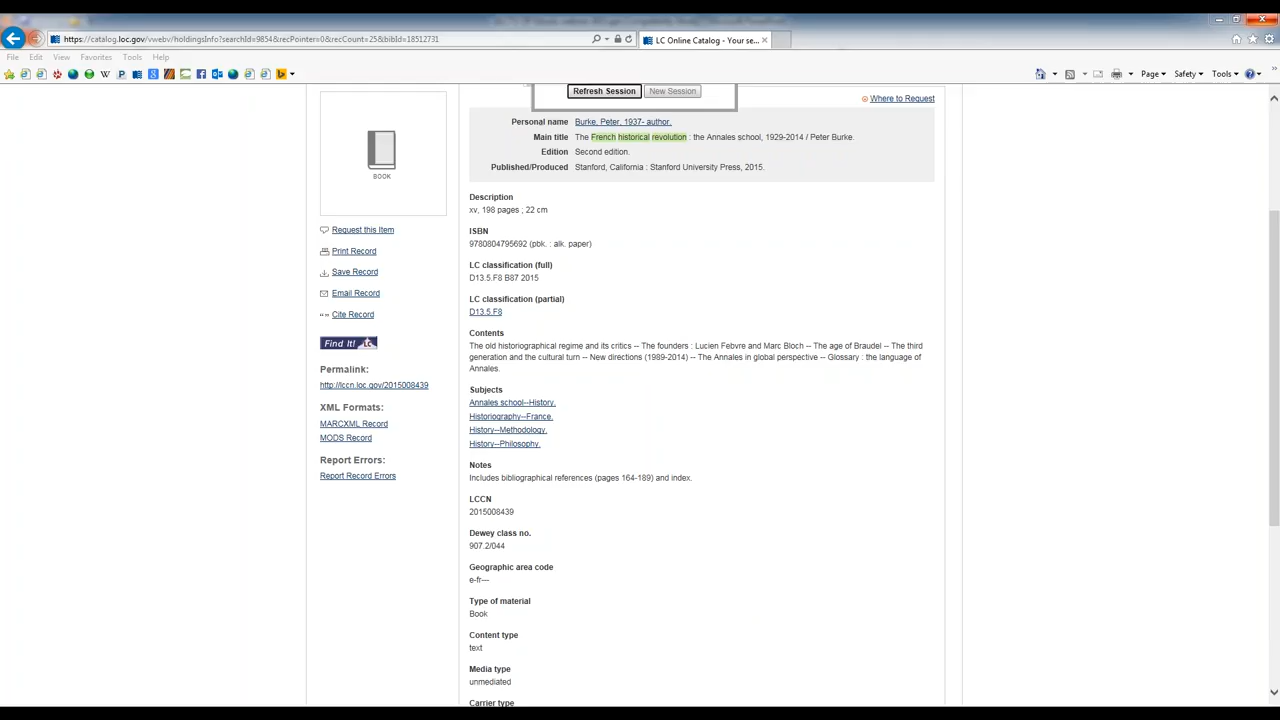 https://catalog.loc.gov/vwebv/holdingsInfo?searchId=9854&recPointer=0&recCount=25&bibId=18512731
LC Online Catalog - Your se...
File Edit View Favorites Tools Help
Page Safety Tools
Refresh Session New Session
Where to Request
Personal name Burke, Peter, 1937- author.
Main title The French historical revolution : the Annales school, 1929-2014 / Peter Burke.
Edition Second edition.
Published/Produced Stanford, California : Stanford University Press, 2015.
BOOK
Request this Item
Print Record
Save Record
Email Record
Cite Record
Find It!
Permalink:
http://lccn.loc.gov/2015008439
XML Formats:
MARCXML Record
MODS Record
Report Errors:
Report Record Errors
Description
xv, 198 pages ; 22 cm
ISBN
9780804795692 (pbk. : alk. paper)
LC classification (full)
D13.5.F8 B87 2015
LC classification (partial)
D13.5.F8
Contents
The old historiographical regime and its critics -- The founders : Lucien Febvre and Marc Bloch -- The age of Braudel -- The third
generation and the cultural turn -- New directions (1989-2014) -- The Annales in global perspective -- Glossary : the language of
Annales.
Subjects
Annales school--History.
Historiography--France.
History--Methodology.
History--Philosophy.
Notes
Includes bibliographical references (pages 164-189) and index.
LCCN
2015008439
Dewey class no.
907.2/044
Geographic area code
e-fr---
Type of material
Book
Content type
text
Media type
unmediated
Carrier type